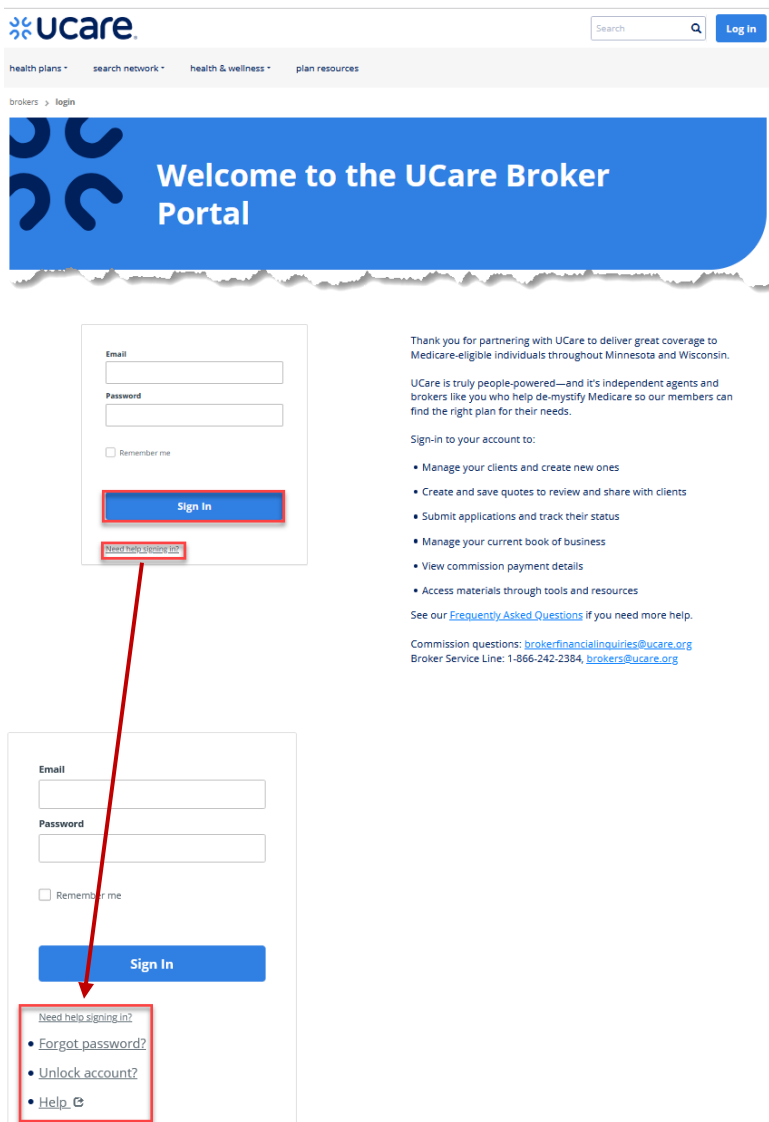 ucare.
Search
Log In
health plans
search network
health & wellness
plan resources
brokers > login
Welcome to the UCare Broker
Portal
Email
Password
Remember me
Sign In
Need help signing in?
Thank you for partnering with UCare to deliver great coverage to
Medicare-eligible individuals throughout Minnesota and Wisconsin.
UCare is truly people-powered—and it's independent agents and
brokers like you who help de-mystify Medicare so our members can
find the right plan for their needs.
Sign-in to your account to:
• Manage your clients and create new ones
• Create and save quotes to review and share with clients
• Submit applications and track their status
• Manage your current book of business
• View commission payment details
• Access materials through tools and resources
See our Frequently Asked Questions if you need more help.
Commission questions: brokerfinancialinquiries@ucare.org
Broker Service Line: 1-866-242-2384, brokers@ucare.org
Email
Password
Remember me
Sign In
Need help signing in?
• Forgot password?
• Unlock account?
• Help